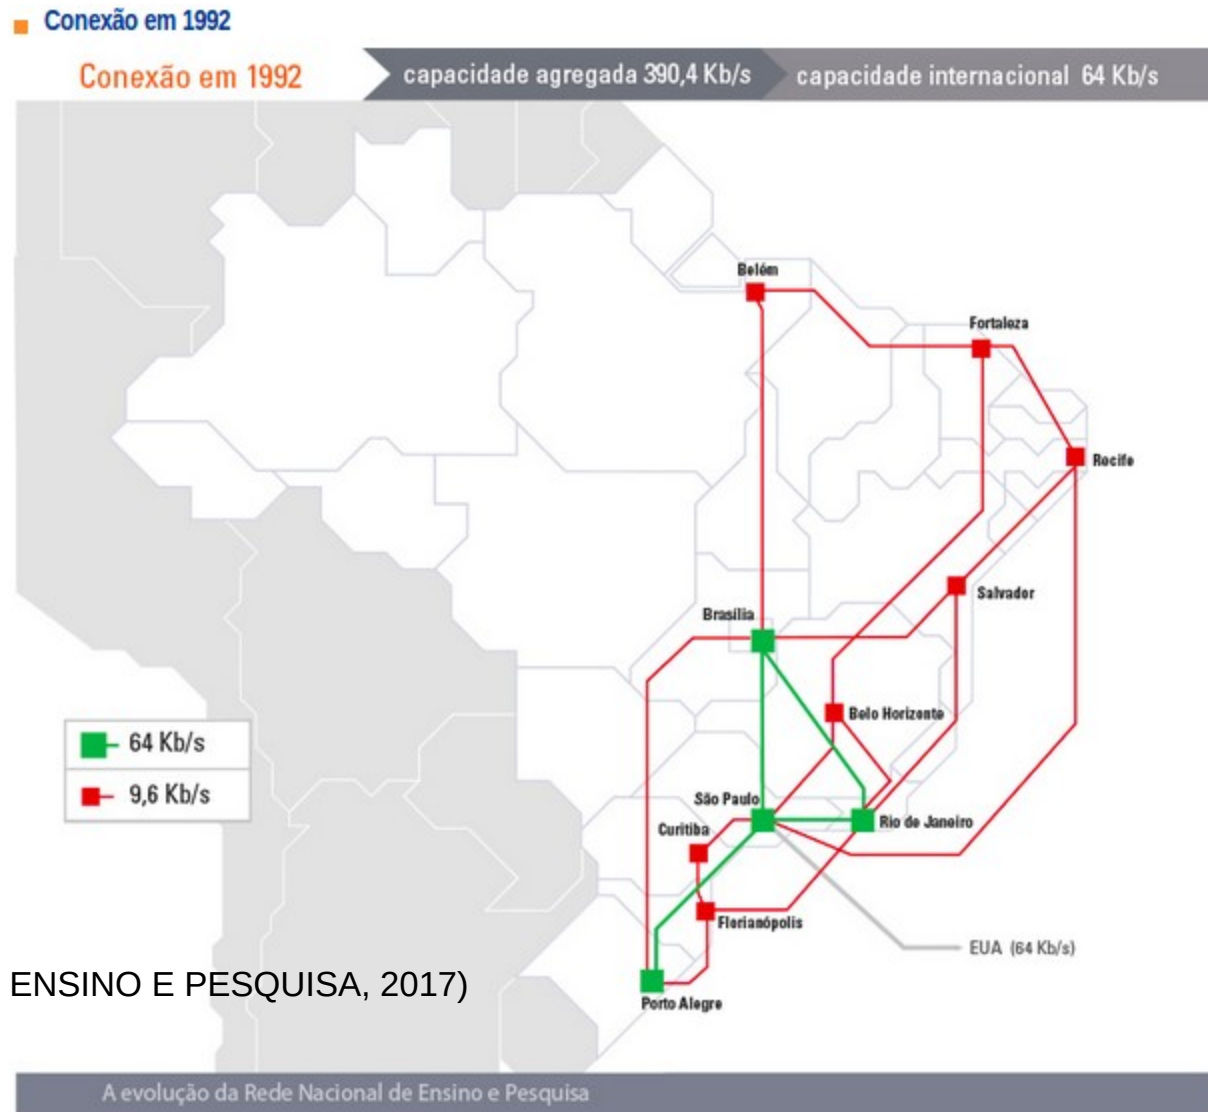 Conexão em 1992
Conexão em 1992
capacidade agregada 390,4 Kb/s
capacidade internacional 64 Kb/s
Belém
Fortaleza
Recife
Salvador
Brasília
Belo Horizonte
64 Kb/s
9,6 Kb/s
São Paulo
Rio de Janeiro
Curitiba
Florianópolis
EUA (64 Kb/s)
ENSINO E PESQUISA, 2017)
Porto Alegre
A evolução da Rede Nacional de Ensino e Pesquisa